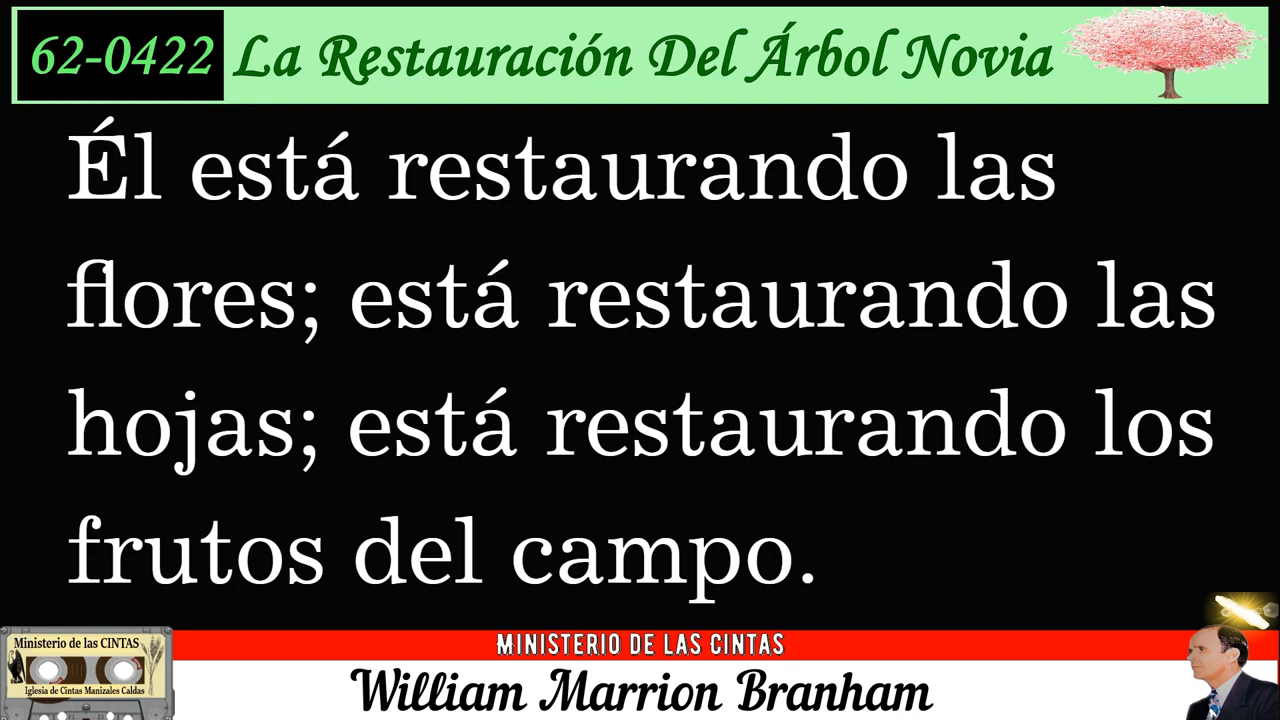 62-0422 La Restauración Del Árbol Novia
Él está restaurando las
flores; está restaurando las
hojas; está restaurando los
frutos del campo.
MINISTERIO DE LAS CINTAS
William Marrion Branham
Ministerio de las CINTAS
Iglesia de Cintas Manizales Caldas